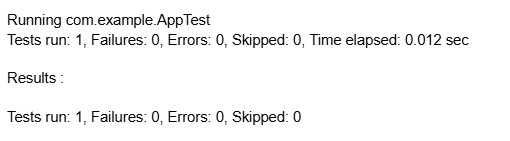 Running com.example.AppTest
Tests run: 1, Failures: 0, Errors: 0, Skipped: 0, Time elapsed: 0.012 sec
Results :
Tests run: 1, Failures: 0, Errors: 0, Skipped: 0